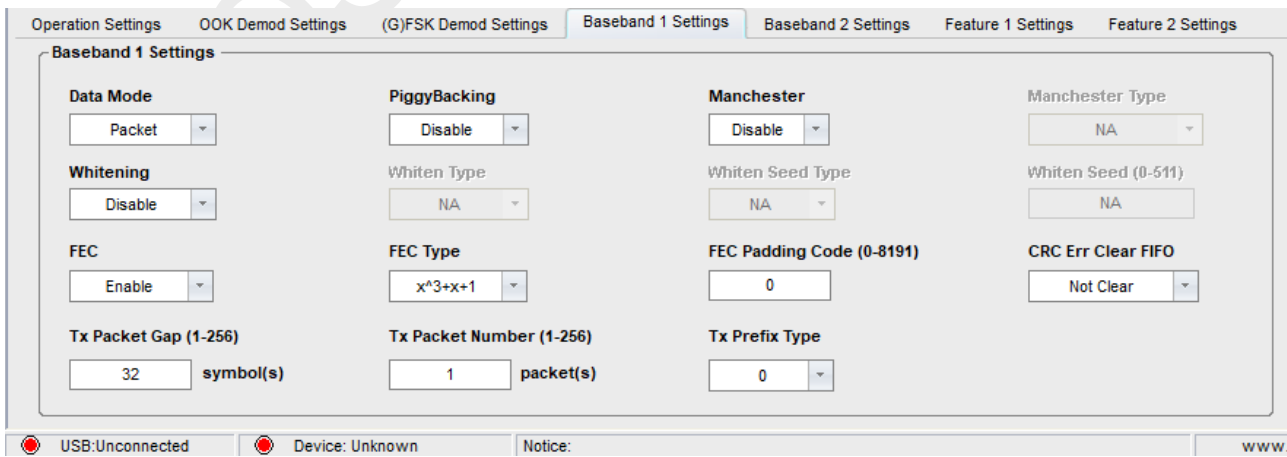 Operation Settings OOK Demod Settings (G)FSK Demod Settings Baseband 1 Settings Baseband 2 Settings Feature 1 Settings Feature 2 Settings
Baseband 1 Settings
Data Mode PiggyBacking Manchester Manchester Type
Packet Disable Disable NA
Whitening Whiten Type Whiten Seed Type Whiten Seed (0-511)
Disable NA NA NA
FEC FEC Type FEC Padding Code (0-8191) CRC Err Clear FIFO
Enable x^3+x+1 0 Not Clear
Tx Packet Gap (1-256) Tx Packet Number (1-256) Tx Prefix Type
32 symbol(s) 1 packet(s) 0
USB:Unconnected Device: Unknown Notice: www.